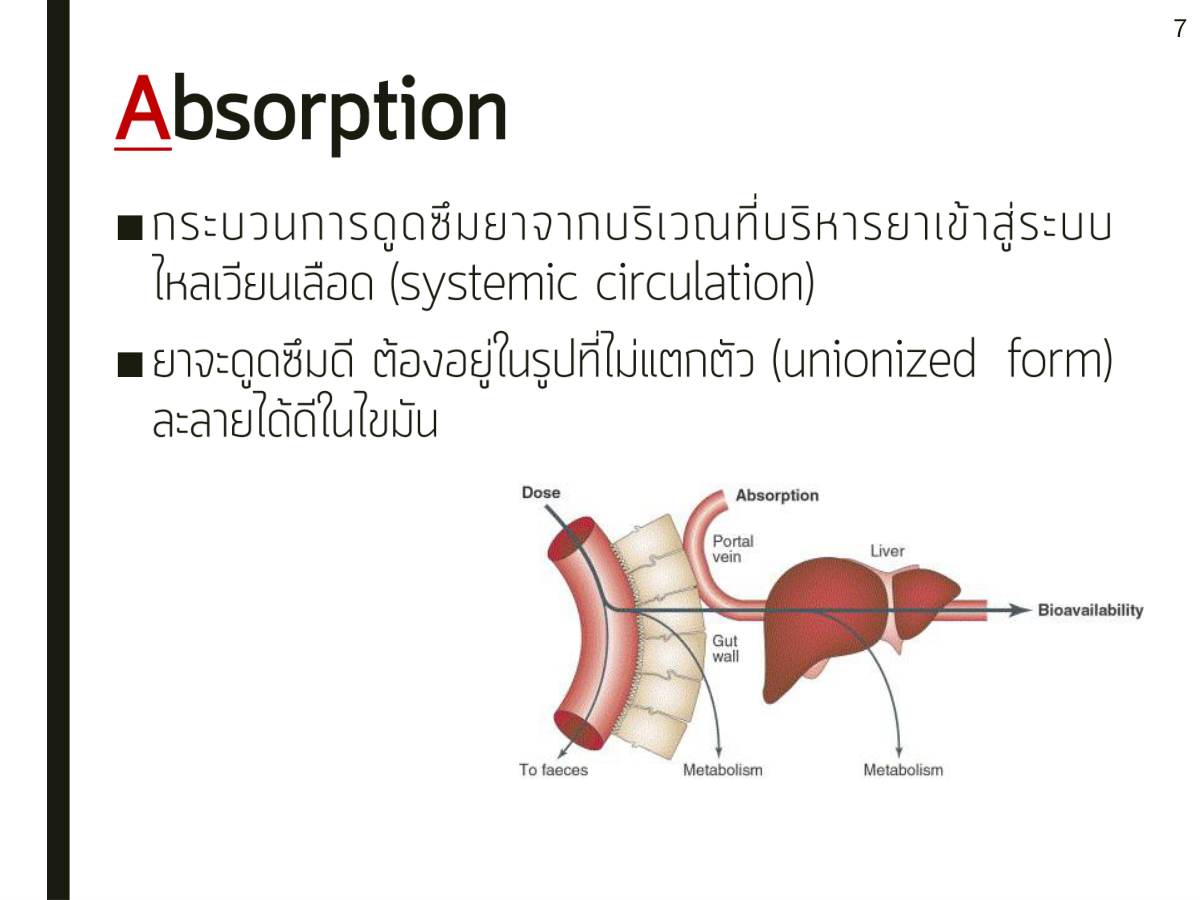 7
Absorption
■กระบวนการดูดซึมยาจากบริเวณที่บริหารยาเข้าสู่ระบบ
ไหลเวียนเลือด (systemic circulation)
■ยาจะดูดซึมดี ต้องอยู่ในรูปที่ไม่แตกตัว (unionized form)
ละลายได้ดีในไขมัน
Dose
Absorption
Portal
vein
Liver
Bioavailability
Gut
wall
To faeces
Metabolism
Metabolism